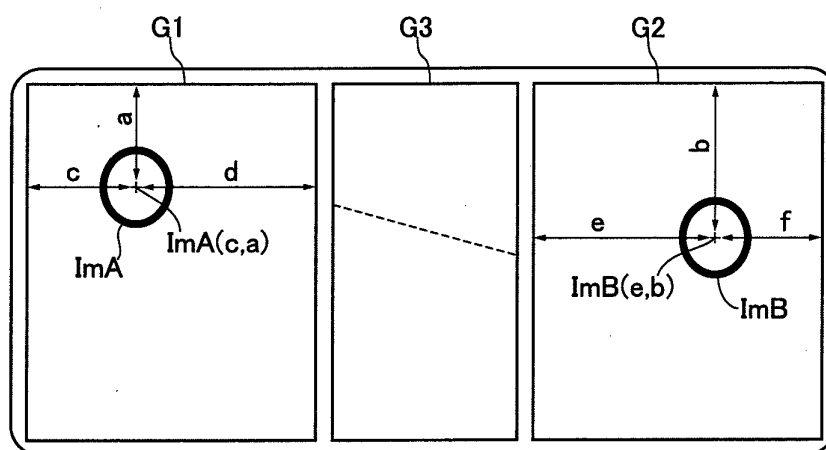 G1 G3 G2
a b
c d
ImA(c,a)
ImA
e f
ImB(e,b)
ImB